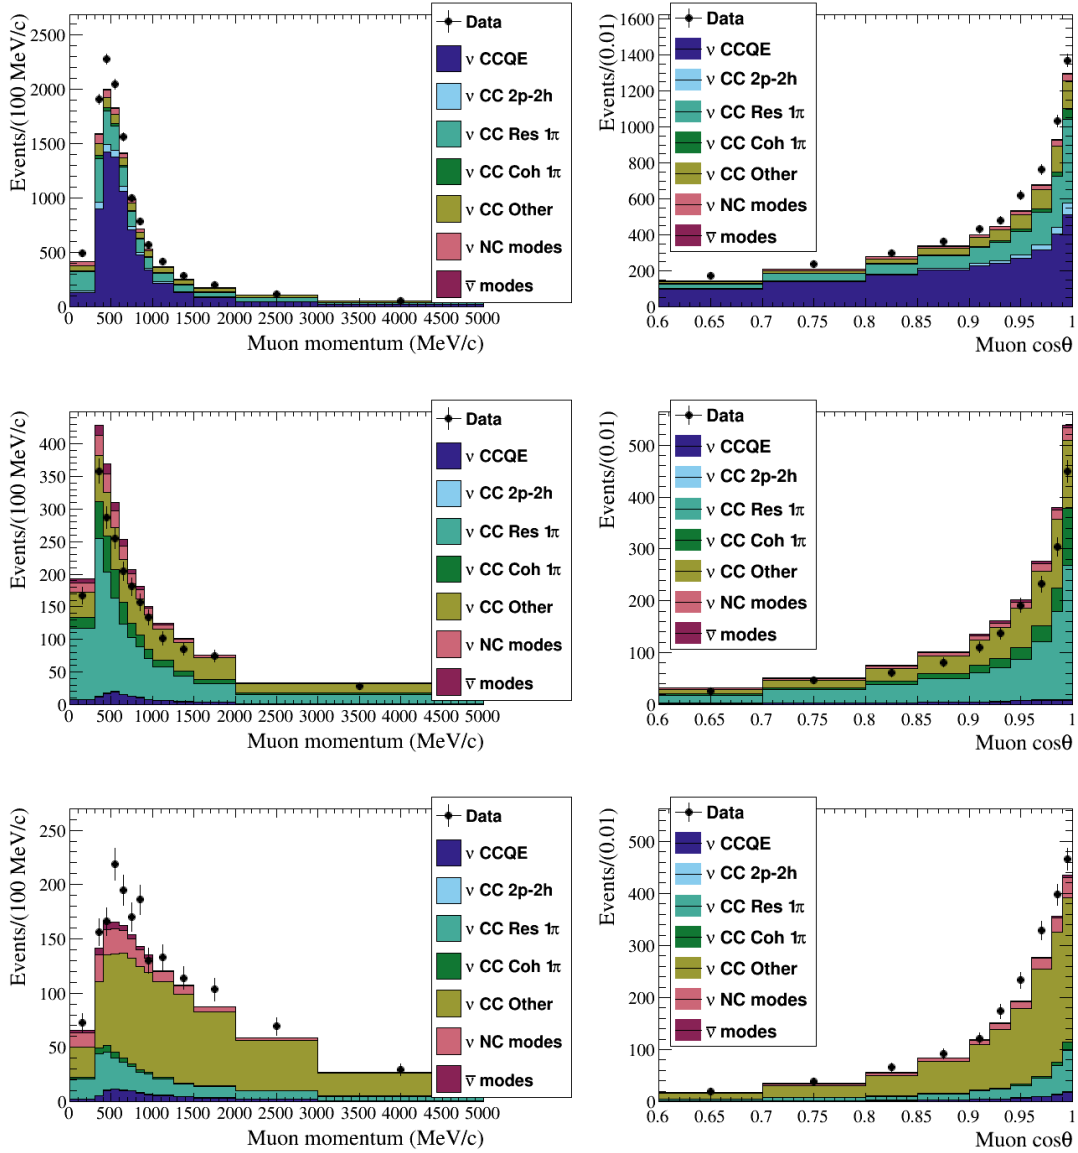 Events/(100 MeV/c)
2500
2000
1500
1000
500
0
0 500 1000 1500 2000 2500 3000 3500 4000 4500 5000
Muon momentum (MeV/c)
Data
ν CCQE
ν CC 2p-2h
ν CC Res 1π
ν CC Coh 1π
ν CC Other
ν NC modes
ν̅ modes
Events/(0.01)
1600
1400
1200
1000
800
600
400
200
0
0.6 0.65 0.7 0.75 0.8 0.85 0.9 0.95 1
Muon cosθ
Data
ν CCQE
ν CC 2p-2h
ν CC Res 1π
ν CC Coh 1π
ν CC Other
ν NC modes
ν̅ modes
Events/(100 MeV/c)
400
350
300
250
200
150
100
50
0
0 500 1000 1500 2000 2500 3000 3500 4000 4500 5000
Muon momentum (MeV/c)
Data
ν CCQE
ν CC 2p-2h
ν CC Res 1π
ν CC Coh 1π
ν CC Other
ν NC modes
ν̅ modes
Events/(0.01)
500
400
300
200
100
0
0.6 0.65 0.7 0.75 0.8 0.85 0.9 0.95 1
Muon cosθ
Data
ν CCQE
ν CC 2p-2h
ν CC Res 1π
ν CC Coh 1π
ν CC Other
ν NC modes
ν̅ modes
Events/(100 MeV/c)
250
200
150
100
50
0
0 500 1000 1500 2000 2500 3000 3500 4000 4500 5000
Muon momentum (MeV/c)
Data
ν CCQE
ν CC 2p-2h
ν CC Res 1π
ν CC Coh 1π
ν CC Other
ν NC modes
ν̅ modes
Events/(0.01)
500
400
300
200
100
0
0.6 0.65 0.7 0.75 0.8 0.85 0.9 0.95 1
Muon cosθ
Data
ν CCQE
ν CC 2p-2h
ν CC Res 1π
ν CC Coh 1π
ν CC Other
ν NC modes
ν̅ modes